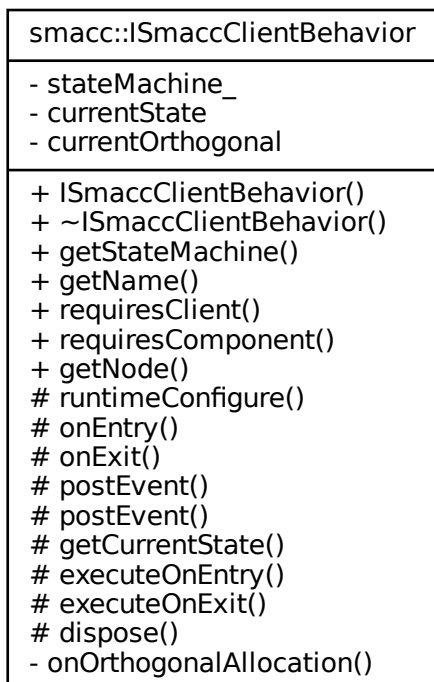 smacc::ISmaccClientBehavior
- stateMachine_
- currentState
- currentOrthogonal
+ ISmaccClientBehavior()
+ ~ISmaccClientBehavior()
+ getStateMachine()
+ getName()
+ requiresClient()
+ requiresComponent()
+ getNode()
# runtimeConfigure()
# onEntry()
# onExit()
# postEvent()
# postEvent()
# getCurrentState()
# executeOnEntry()
# executeOnExit()
# dispose()
- onOrthogonalAllocation()